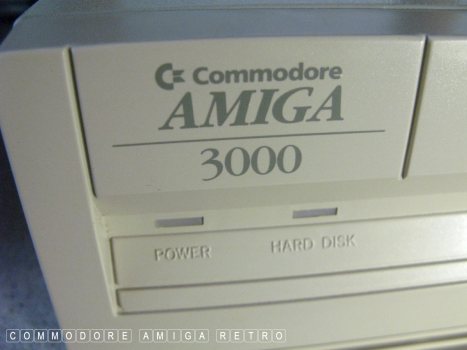 Commodore
AMIGA
3000
POWER HARD DISK
COMMODORE AMIGA RETRO